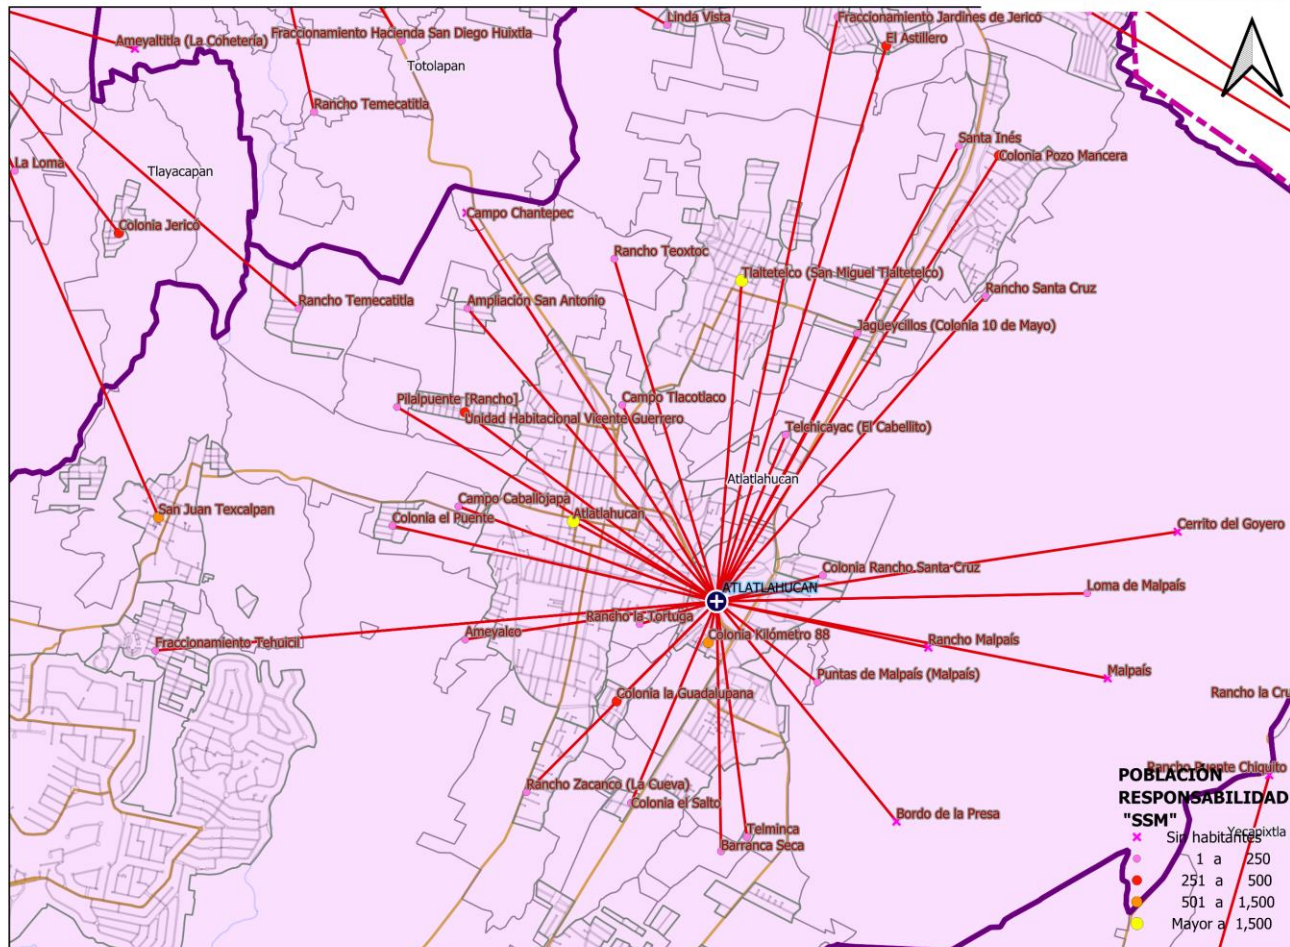 Linda Vista
Fraccionamiento Jardines de Jericó
Ameyaltitla (La Cohetería)
Fraccionamiento Hacienda San Diego Huixtla
El Astillero
Totolapan
Rancho Temecatitla
Santa Inés
Colonia Pozo Mancera
La Loma
Tlayacapan
Colonia Jericó
Campo Chantepec
Rancho Teoxtoc
Tlaltetelco (San Miguel Tlaltetelco)
Rancho Santa Cruz
Rancho Temecatitla
Ampliación San Antonio
Jagüeycillos (Colonia 10 de Mayo)
Pilalpuente [Rancho]
Campo Tlacotlaco
Unidad Habitacional Vicente Guerrero
Telchicayac (El Cabellito)
Atlatlahucan
Campo Caballojapa
San Juan Texcalpan
Atlatlahucan
Colonia el Puente
Cerrito del Goyero
Colonia Rancho Santa Cruz
ATLATLAHUCAN
Loma de Malpaís
Rancho la Tortuga
Ameyalco
Colonia Kilómetro 88
Rancho Malpaís
Fraccionamiento Tehuicil
Puntas de Malpaís (Malpaís)
Malpaís
Colonia la Guadalupana
Rancho la Cru
Rancho Puente Chiquito
Rancho Zacanco (La Cueva)
Colonia el Salto
Bordo de la Presa
Telminca
Barranca Seca
Yecapixtla
POBLACIÓN
RESPONSABILIDAD
"SSM"
Sin habitantes
1 a 250
251 a 500
501 a 1,500
Mayor a 1,500